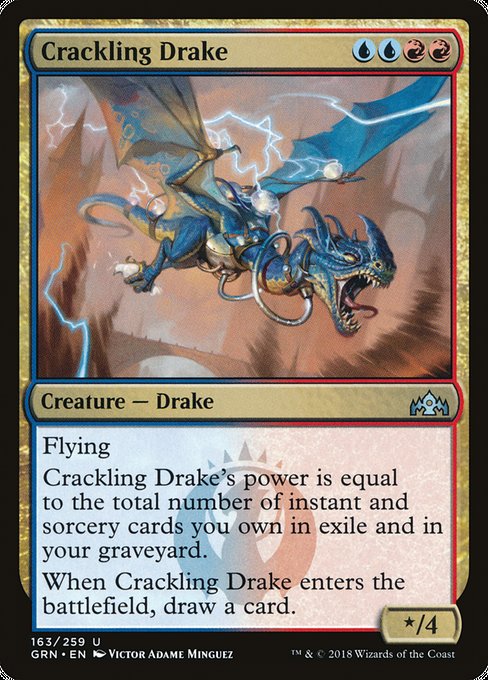 Crackling Drake
Creature — Drake
Flying
Crackling Drake's power is equal
to the total number of instant and
sorcery cards you own in exile and in
your graveyard.
When Crackling Drake enters the
battlefield, draw a card.
★/4
163/259 U
GRN • EN Victor Adame Minguez
™ & © 2018 Wizards of the Coast